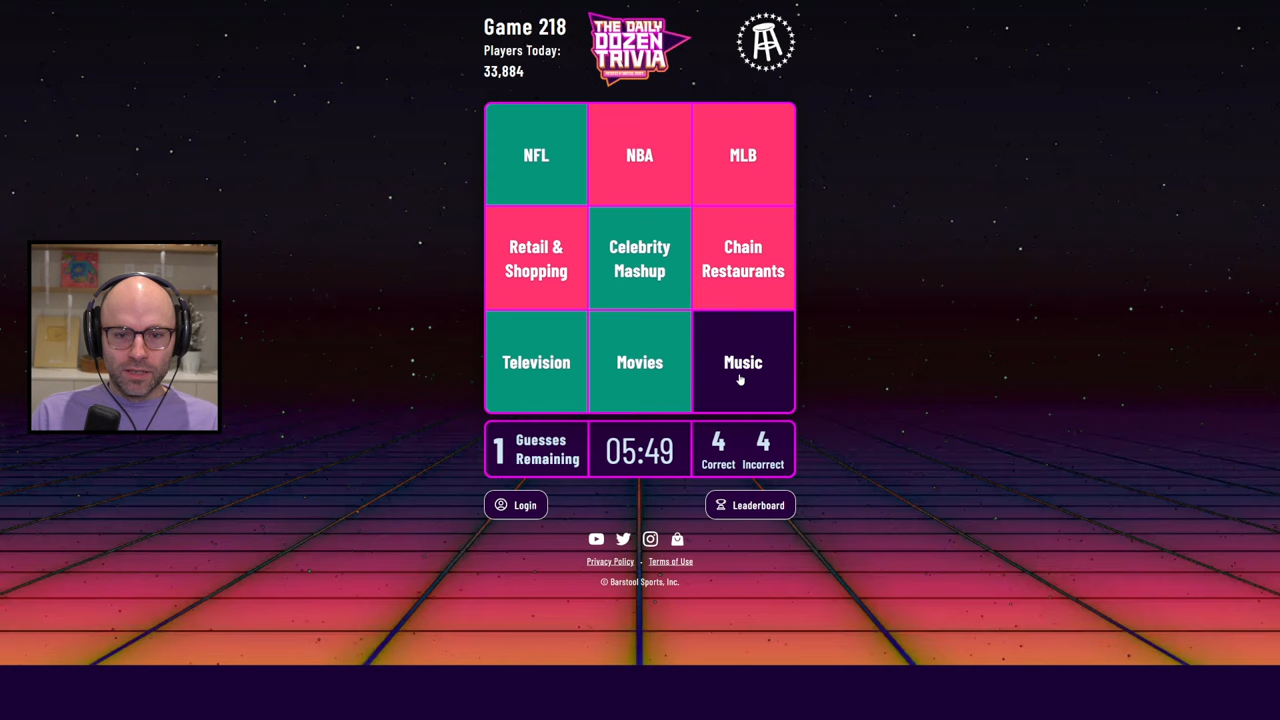 Game 218
Players Today:
33,884
THE DAILY
DOZEN
TRIVIA
NFL
NBA
MLB
Retail &
Shopping
Celebrity
Mashup
Chain
Restaurants
Television
Movies
Music
1
Guesses
Remaining
05:49
4
Correct
4
Incorrect
Login
Leaderboard
Privacy Policy
-
Terms of Use
© Barstool Sports, Inc.